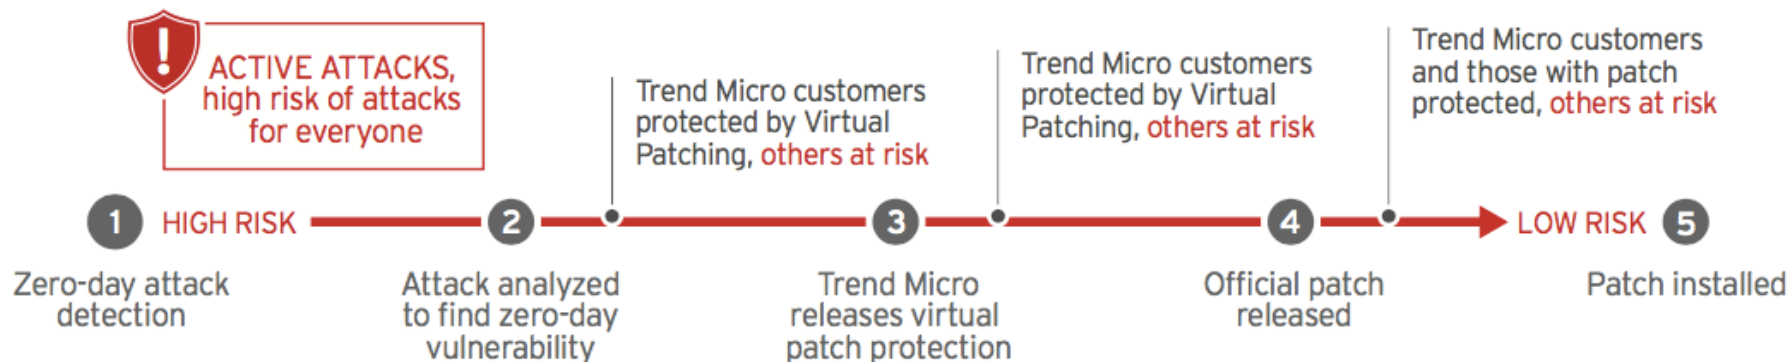 !
ACTIVE ATTACKS,
high risk of attacks
for everyone
Trend Micro customers
protected by Virtual
Patching, others at risk
Trend Micro customers
protected by Virtual
Patching, others at risk
Trend Micro customers
and those with patch
protected, others at risk
1 HIGH RISK 2 3 4 LOW RISK 5
Zero-day attack
detection
Attack analyzed
to find zero-day
vulnerability
Trend Micro
releases virtual
patch protection
Official patch
released
Patch installed